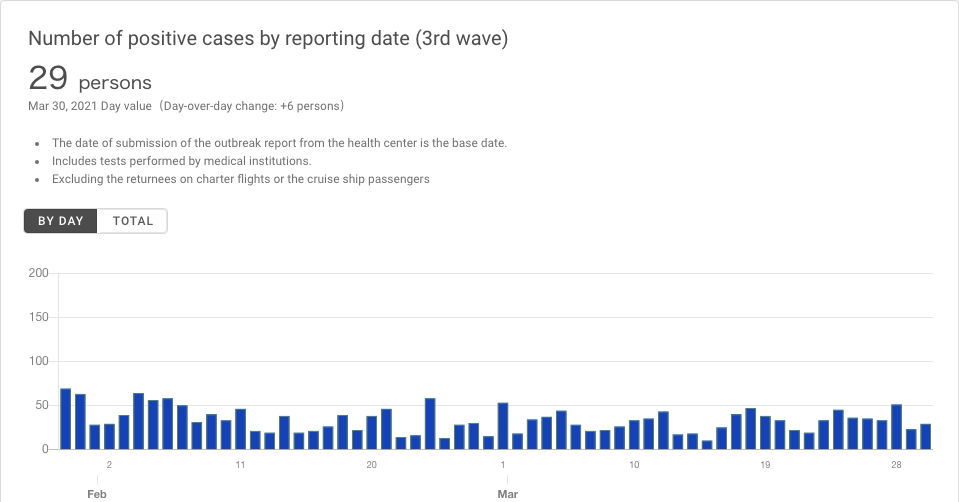 Number of positive cases by reporting date (3rd wave)
29 persons
Mar 30, 2021 Day value（Day-over-day change: +6 persons）
• The date of submission of the outbreak report from the health center is the base date.
• Includes tests performed by medical institutions.
• Excluding the returnees on charter flights or the cruise ship passengers
BY DAY TOTAL
200
150
100
50
0
2 11 20 1 10 19 28
Feb Mar